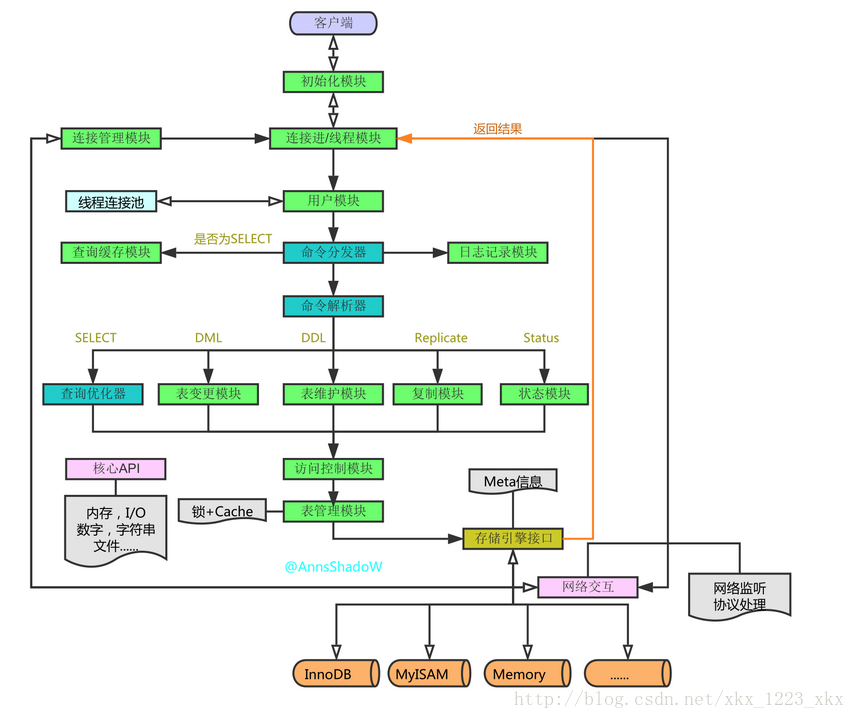 客户端
初始化模块
返回结果
连接管理模块
连接进/线程模块
线程连接池
用户模块
是否为SELECT
查询缓存模块
命令分发器
日志记录模块
命令解析器
SELECT
DML
DDL
Replicate
Status
查询优化器
表变更模块
表维护模块
复制模块
状态模块
核心API
访问控制模块
Meta信息
内存，I/O
数字，字符串
文件......
锁+Cache
表管理模块
存储引擎接口
@AnnsShadoW
网络交互
网络监听
协议处理
InnoDB
MyISAM
Memory
......
http://blog.csdn.net/xkx_1223_xkx